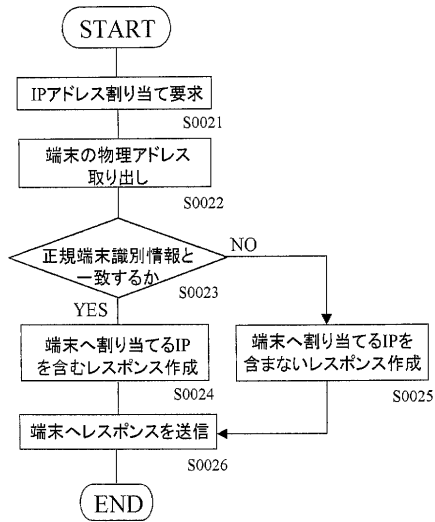 START
IPアドレス割り当て要求
S0021
端末の物理アドレス
取り出し
S0022
正規端末識別情報と
一致するか
S0023
NO
YES
端末へ割り当てるIP
を含むレスポンス作成
S0024
端末へ割り当てるIPを
含まないレスポンス作成
S0025
端末へレスポンスを送信
S0026
END